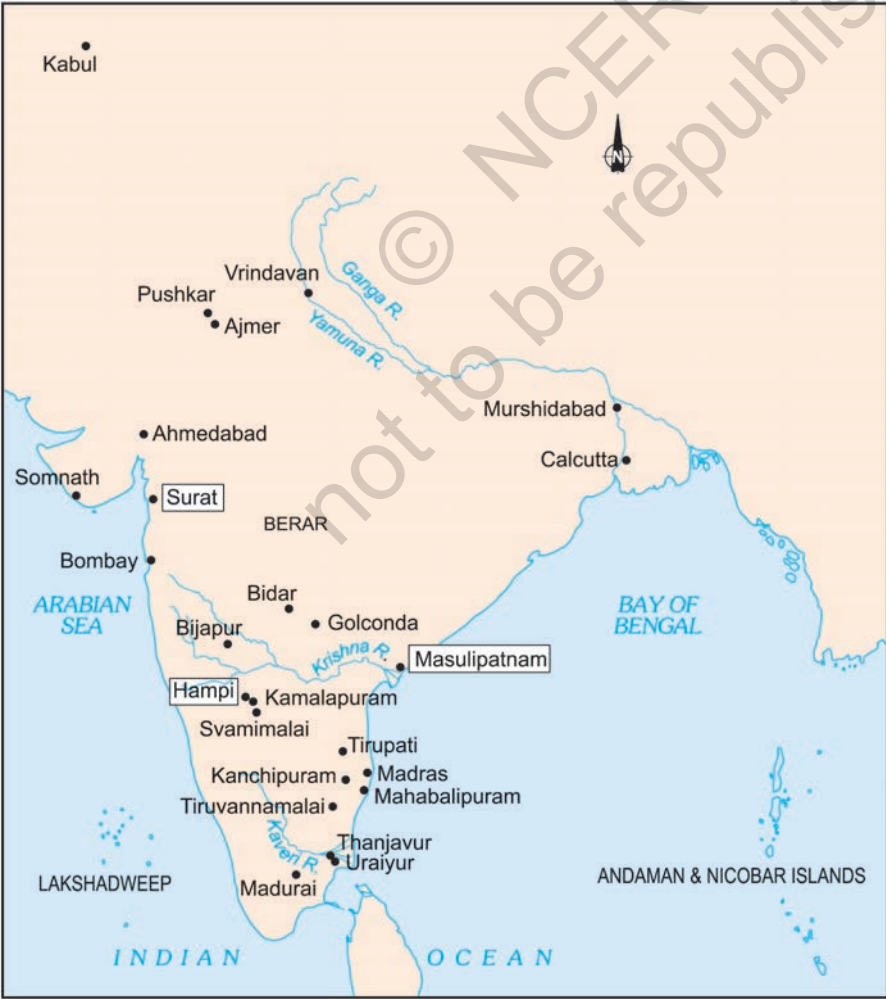 © NCER
not to be republis
Kabul
N
Vrindavan
Ganga R.
Pushkar
Ajmer
Yamuna R.
Murshidabad
Ahmedabad
Calcutta
Somnath
Surat
BERAR
Bombay
Bidar
ARABIAN
SEA
BAY OF
BENGAL
Golconda
Bijapur
Krishna R.
Masulipatnam
Hampi
Kamalapuram
Svamimalai
Tirupati
Kanchipuram
Madras
Mahabalipuram
Tiruvannamalai
Kaveri R.
Thanjavur
Uraiyur
Madurai
LAKSHADWEEP
ANDAMAN & NICOBAR ISLANDS
INDIAN OCEAN